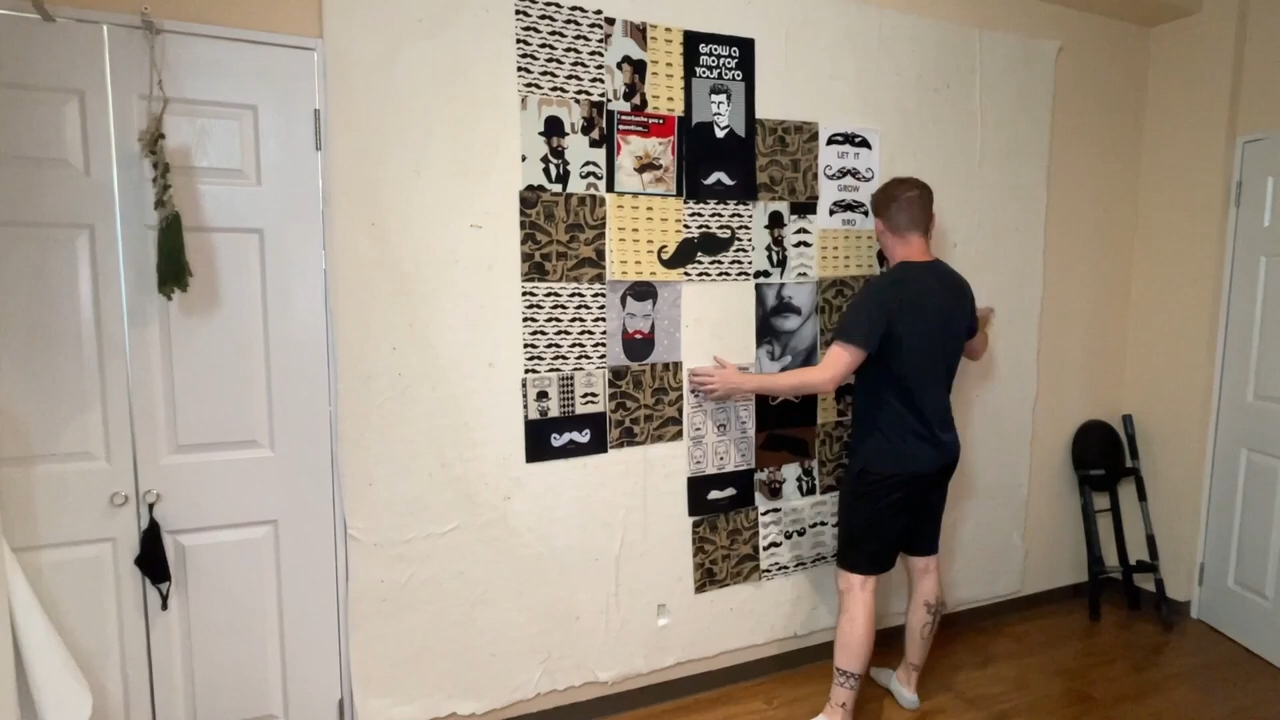 GROW A
MO FOR
YOUR BRO
I mustache you a
question...
LET IT
GROW
BRO